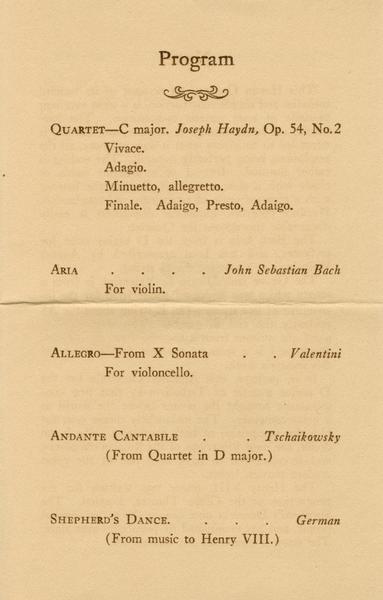 Program
QUARTET—C major. Joseph Haydn, Op. 54, No. 2
Vivace.
Adagio.
Minuetto, allegretto.
Finale. Adaigo, Presto, Adaigo.
ARIA . . . . John Sebastian Bach
For violin.
ALLEGRO—From X Sonata . . Valentini
For violoncello.
ANDANTE CANTABILE . . Tschaikowsky
(From Quartet in D major.)
SHEPHERD'S DANCE. . . . German
(From music to Henry VIII.)